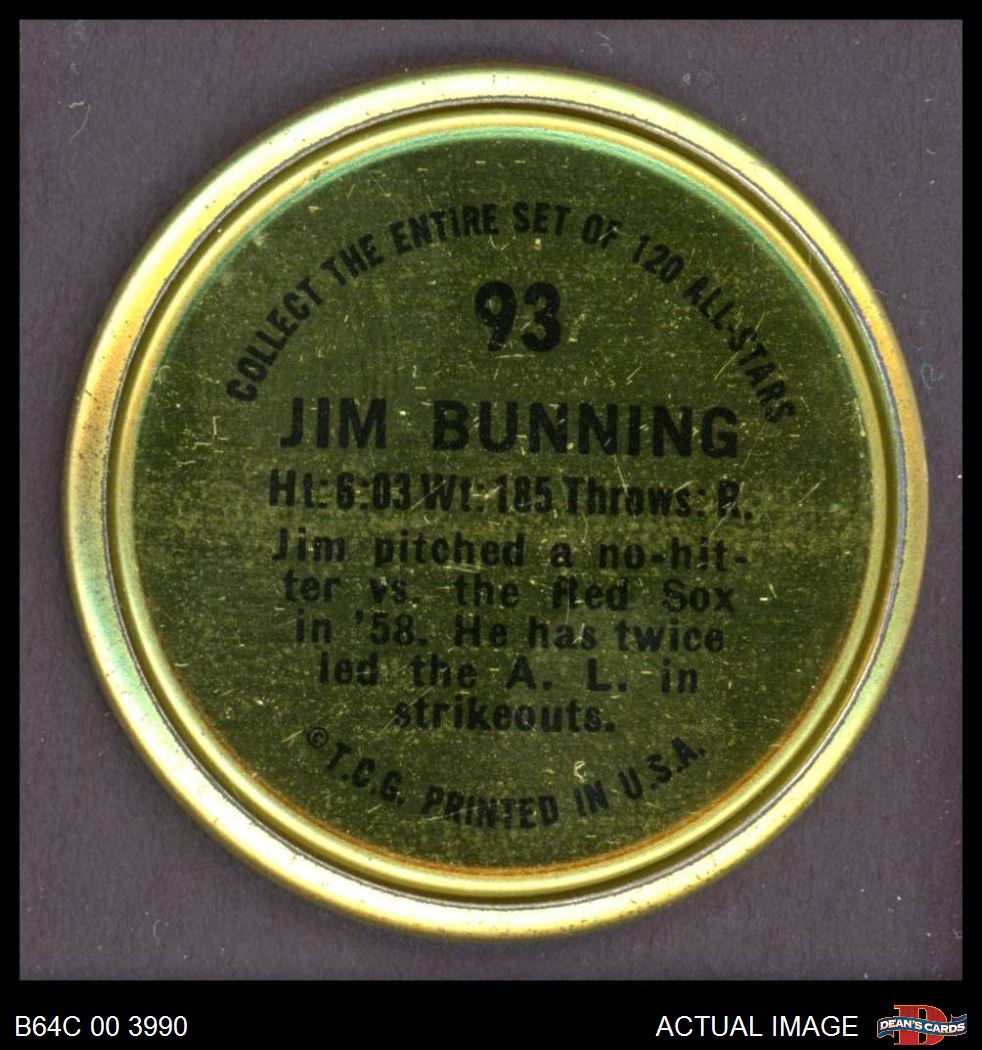 COLLECT THE ENTIRE SET OF 120 ALL-STARS
93
JIM BUNNING
Ht: 6:03 Wt: 185 Throws: R.
Jim pitched a no-hit-
ter vs. the Red Sox
in '58. He has twice
led the A. L. in
strikeouts.
© T.C.G. PRINTED IN U.S.A.
B64C 00 3990
ACTUAL IMAGE
DEAN'S CARDS